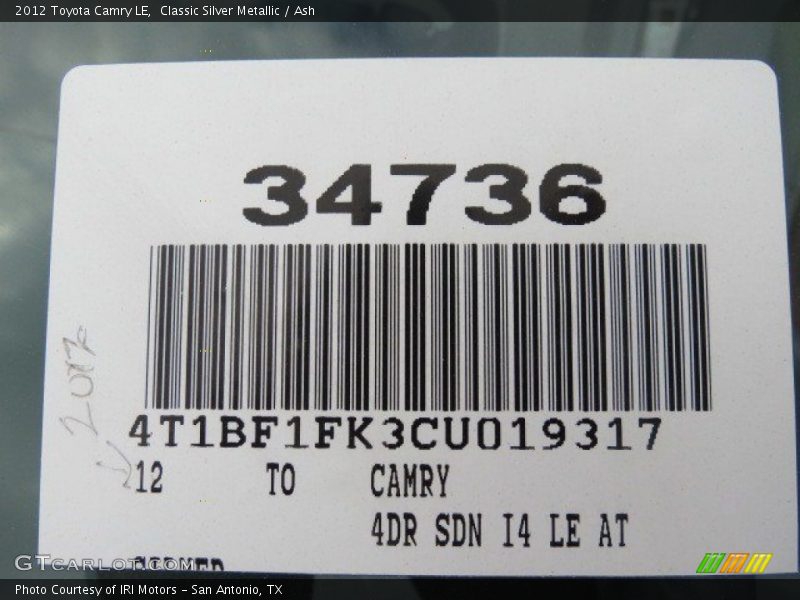 2012 Toyota Camry LE,  Classic Silver Metallic / Ash
34736
4T1BF1FK3CU019317
2012
12 TO CAMRY
4DR SDN I4 LE AT
GTCARLOT.COM
Photo Courtesy of IRI Motors – San Antonio, TX